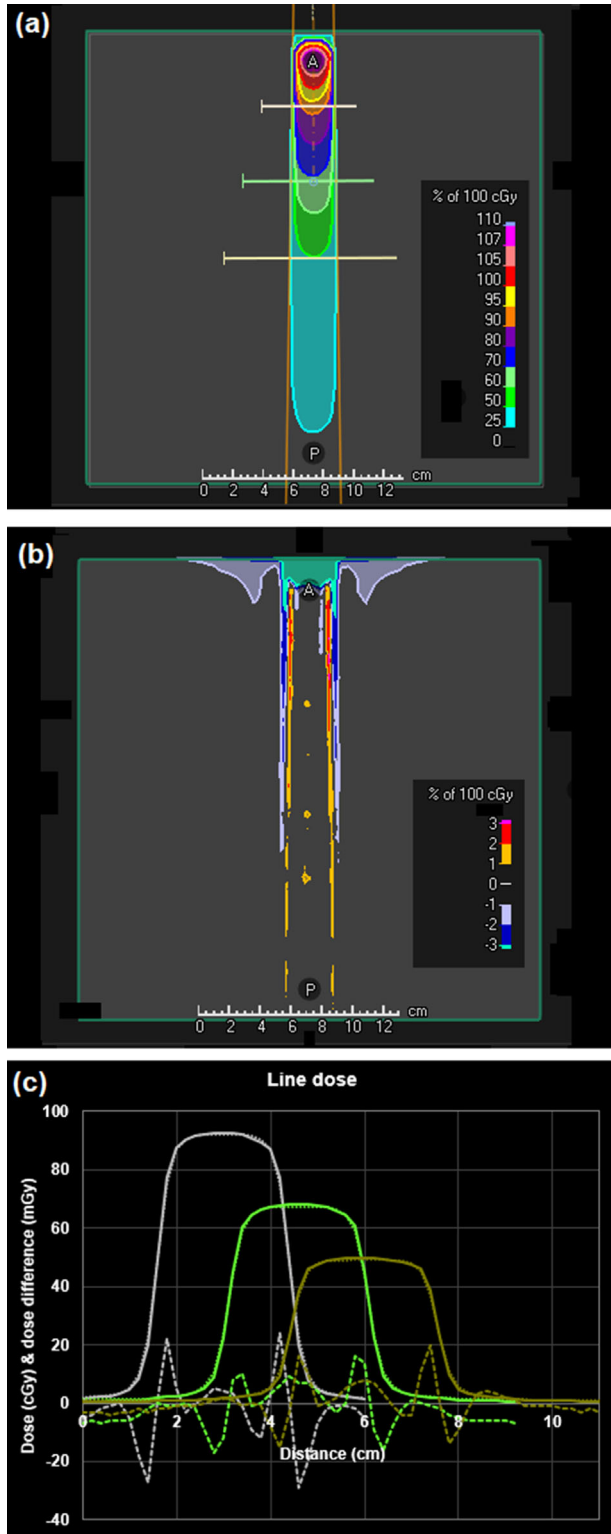 (a)
A
% of 100 cGy
110
107
105
100
95
90
80
70
60
50
25
0
P
0 2 4 6 8 10 12 cm
(b)
A
% of 100 cGy
3
2
1
0
-1
-2
-3
P
0 2 4 6 8 10 12 cm
(c)
Line dose
Dose (cGy) & dose difference (mGy)
100
80
60
40
20
0
-20
-40
0 2 4 6 8 10
Distance (cm)